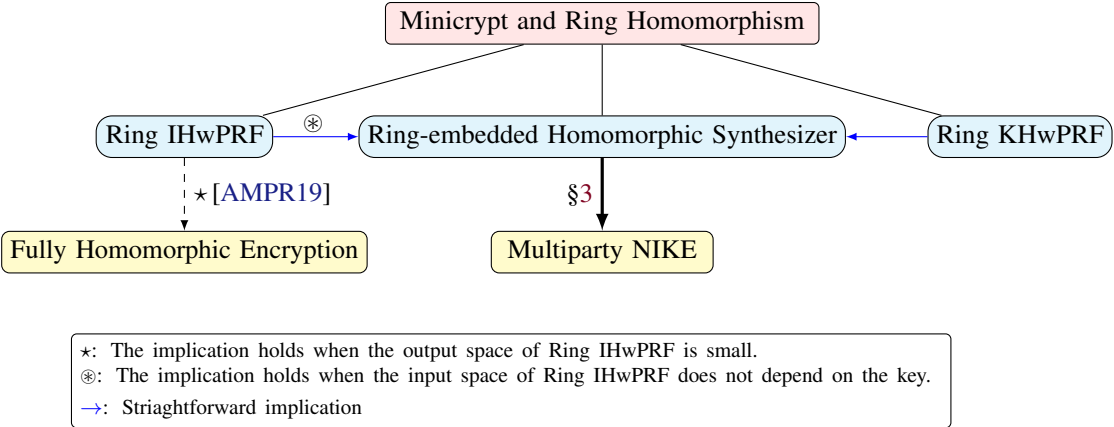 Minicrypt and Ring Homomorphism
Ring IHwPRF
⊛
Ring-embedded Homomorphic Synthesizer
Ring KHwPRF
⋆ [AMPR19]
§3
Fully Homomorphic Encryption
Multiparty NIKE
⋆: The implication holds when the output space of Ring IHwPRF is small.
⊛: The implication holds when the input space of Ring IHwPRF does not depend on the key.
→: Striaghtforward implication